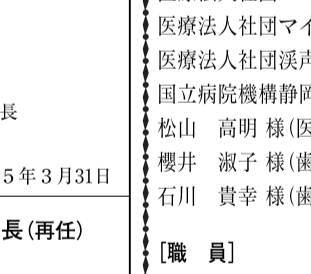 長
5年3月31日
長(再任)
医療法人社団マイ
医療法人社団渓声
国立病院機構静岡
松山　高明 様(医
櫻井　淑子 様(歯
石川　貴幸 様(歯
[職　員]